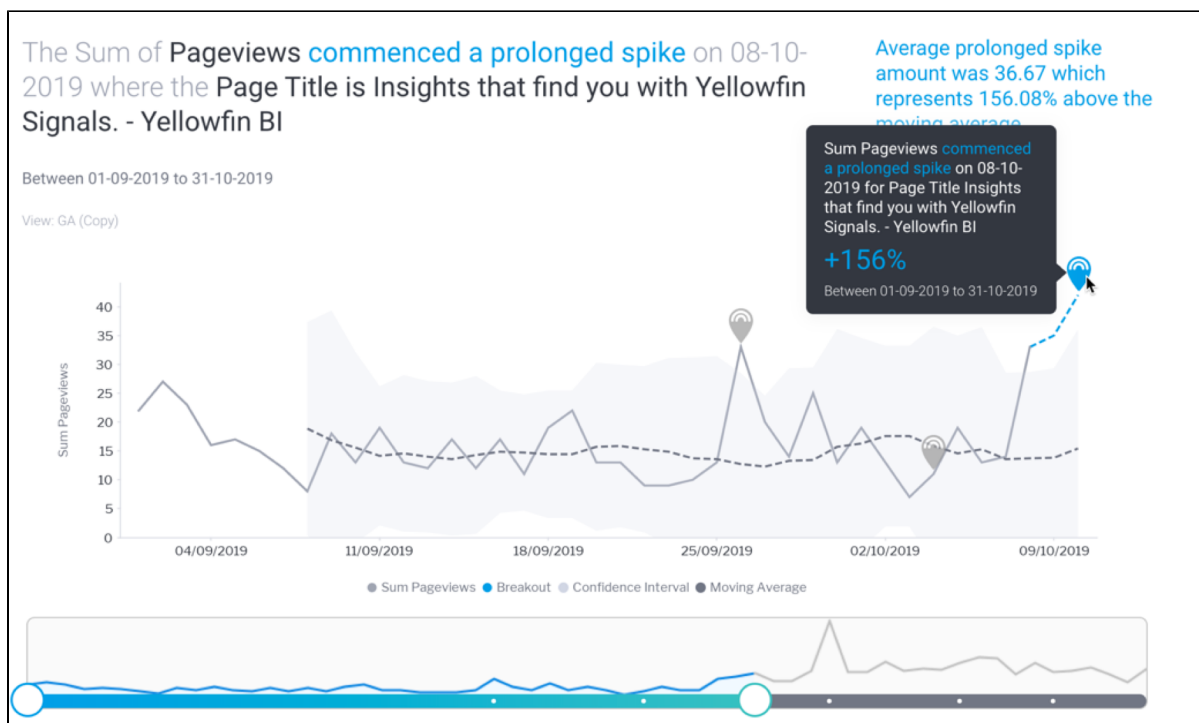 The Sum of Pageviews commenced a prolonged spike on 08-10-
2019 where the Page Title is Insights that find you with Yellowfin
Signals. - Yellowfin BI
Average prolonged spike
amount was 36.67 which
represents 156.08% above the
moving average
Between 01-09-2019 to 31-10-2019
View: GA (Copy)
Sum Pageviews commenced
a prolonged spike on 08-10-
2019 for Page Title Insights
that find you with Yellowfin
Signals. - Yellowfin BI
+156%
Between 01-09-2019 to 31-10-2019
Sum Pageviews
40
35
30
25
20
15
10
5
0
04/09/2019
11/09/2019
18/09/2019
25/09/2019
02/10/2019
09/10/2019
Sum Pageviews
Breakout
Confidence Interval
Moving Average